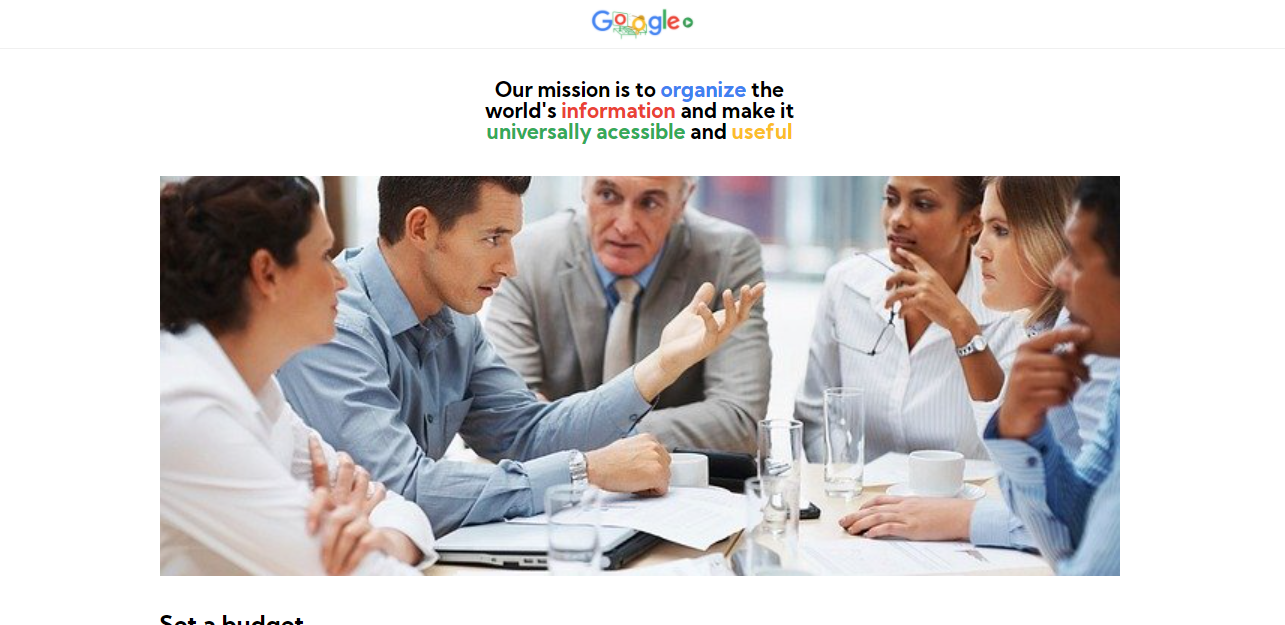 Google
Our mission is to organize the
world's information and make it
universally acessible and useful
Set a budget